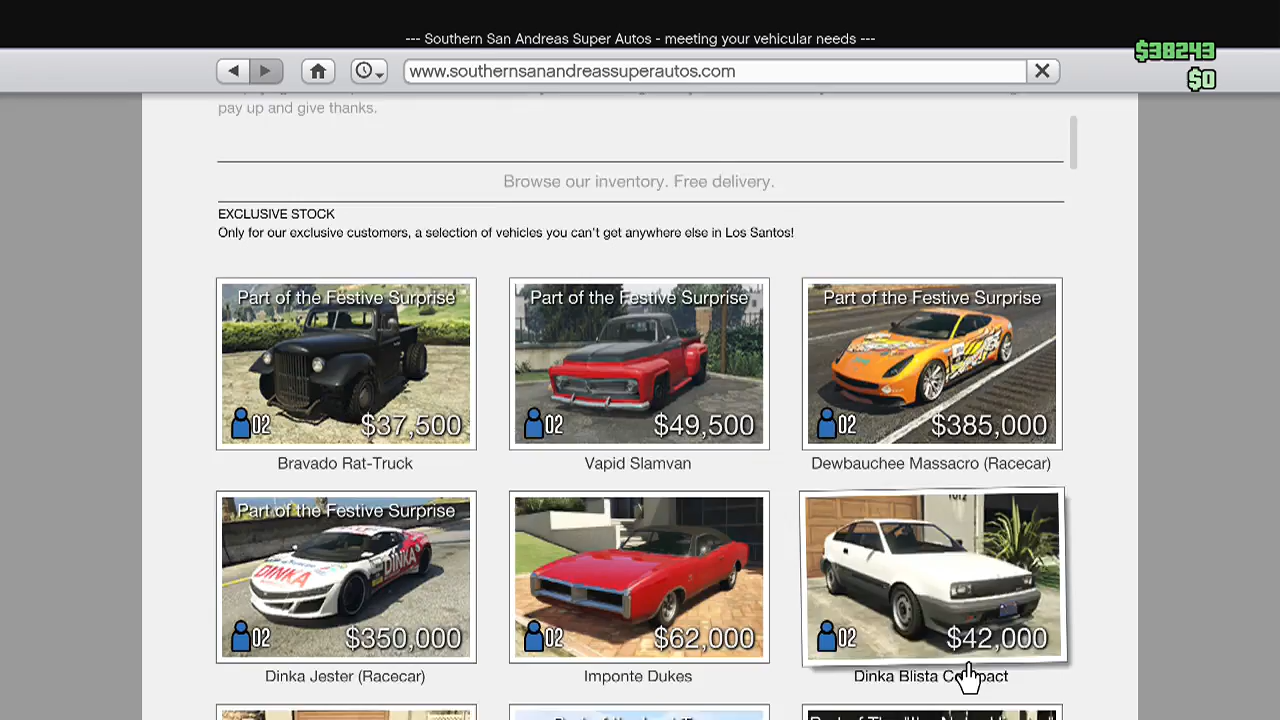 --- Southern San Andreas Super Autos - meeting your vehicular needs ---
$38243
www.southernsanandreassuperautos.com
$0
pay up and give thanks.
Browse our inventory. Free delivery.
EXCLUSIVE STOCK
Only for our exclusive customers, a selection of vehicles you can't get anywhere else in Los Santos!
Part of the Festive Surprise
02 $37,500
Bravado Rat-Truck
Part of the Festive Surprise
02 $49,500
Vapid Slamvan
Part of the Festive Surprise
02 $385,000
Dewbauchee Massacro (Racecar)
Part of the Festive Surprise
DINKA
DINKA
02 $350,000
Dinka Jester (Racecar)
02 $62,000
Imponte Dukes
1012
02 $42,000
Dinka Blista Compact